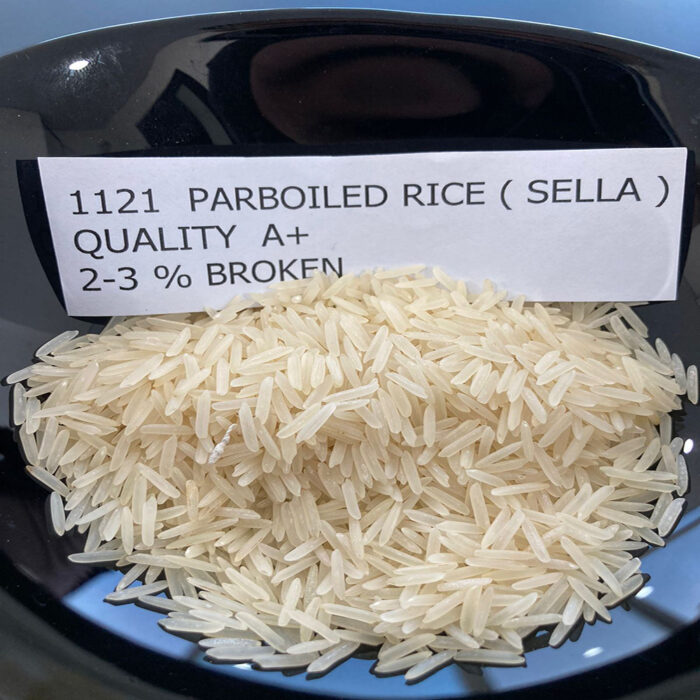 1121 PARBOILED RICE ( SELLA )
QUALITY A+
2-3 % BROKEN